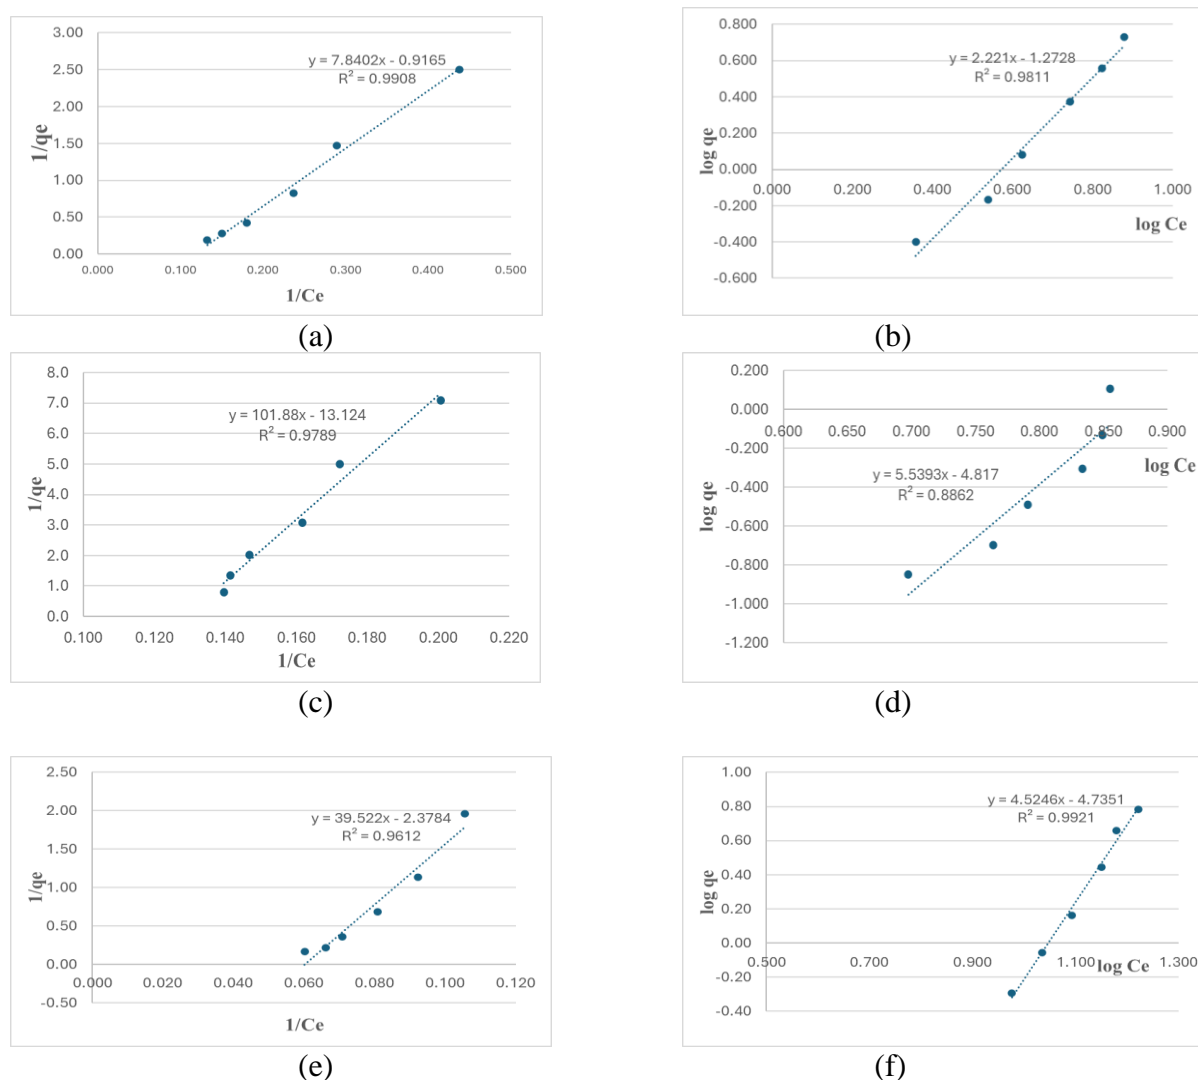 3.00
2.50
2.00
1.50
1.00
0.50
0.00
1/qe
y = 7.8402x - 0.9165
R² = 0.9908
0.000 0.100 0.200 0.300 0.400 0.500
1/Ce
(a)
0.800
0.600
0.400
0.200
0.000
-0.200
-0.400
-0.600
log qe
y = 2.221x - 1.2728
R² = 0.9811
0.000 0.200 0.400 0.600 0.800 1.000
log Ce
(b)
8.0
7.0
6.0
5.0
4.0
3.0
2.0
1.0
0.0
1/qe
y = 101.88x - 13.124
R² = 0.9789
0.100 0.120 0.140 0.160 0.180 0.200 0.220
1/Ce
(c)
0.200
0.000
-0.200
-0.400
-0.600
-0.800
-1.000
-1.200
log qe
0.600 0.650 0.700 0.750 0.800 0.850 0.900
log Ce
y = 5.5393x - 4.817
R² = 0.8862
(d)
2.50
2.00
1.50
1.00
0.50
0.00
-0.50
1/qe
y = 39.522x - 2.3784
R² = 0.9612
0.000 0.020 0.040 0.060 0.080 0.100 0.120
1/Ce
(e)
1.00
0.80
0.60
0.40
0.20
0.00
-0.20
-0.40
log qe
y = 4.5246x - 4.7351
R² = 0.9921
0.500 0.700 0.900 1.100 1.300
log Ce
(f)